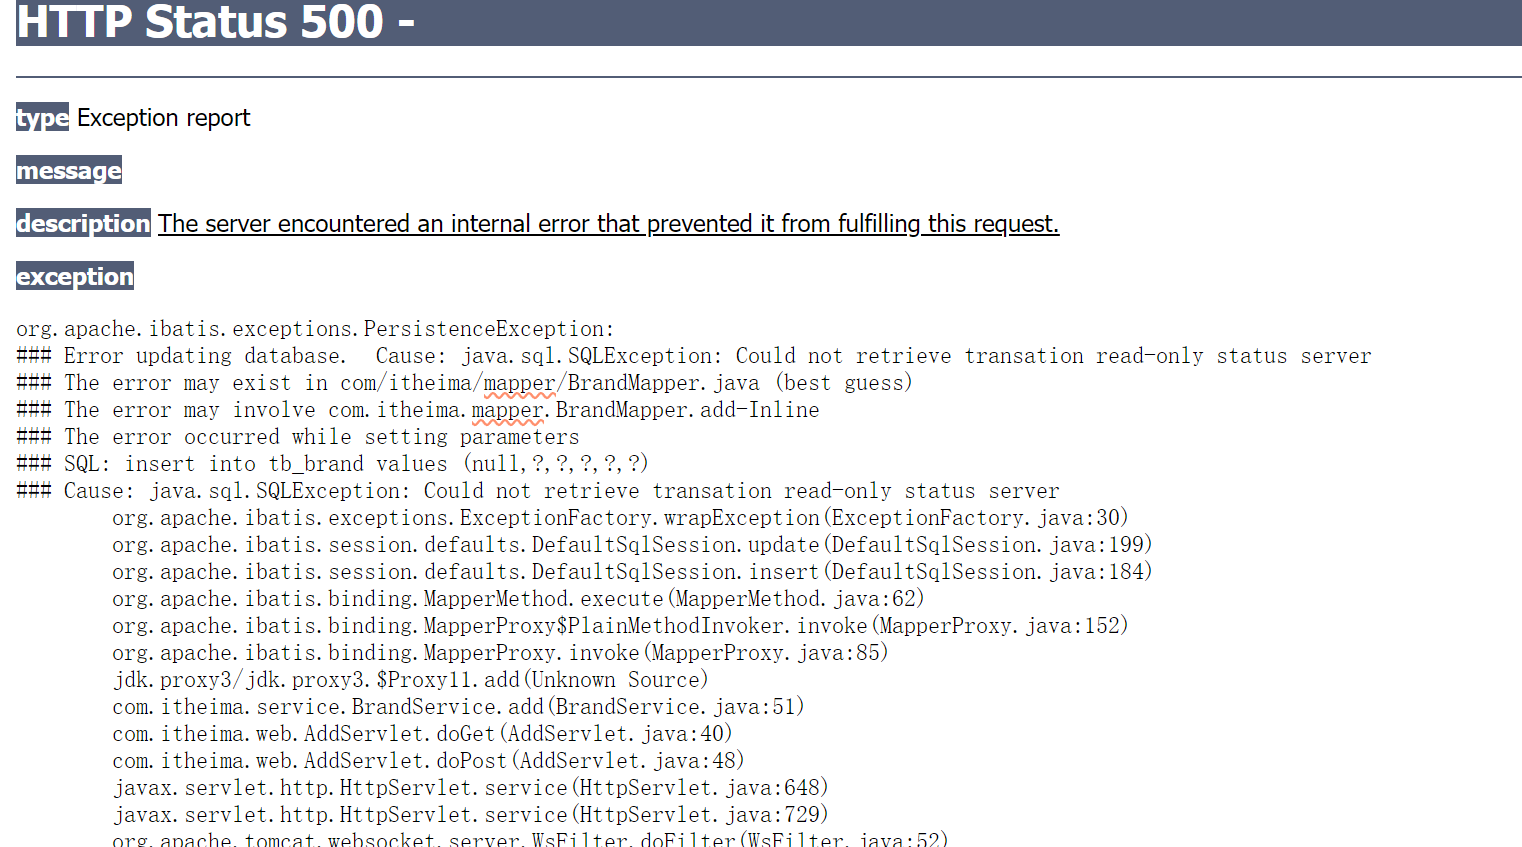 HTTP Status 500 -
type Exception report
message
description The server encountered an internal error that prevented it from fulfilling this request.
exception
org.apache.ibatis.exceptions.PersistenceException:
### Error updating database.  Cause: java.sql.SQLException: Could not retrieve transation read-only status server
### The error may exist in com/itheima/mapper/BrandMapper.java (best guess)
### The error may involve com.itheima.mapper.BrandMapper.add-Inline
### The error occurred while setting parameters
### SQL: insert into tb_brand values (null,?,?,?,?,?)
### Cause: java.sql.SQLException: Could not retrieve transation read-only status server
org.apache.ibatis.exceptions.ExceptionFactory.wrapException(ExceptionFactory.java:30)
org.apache.ibatis.session.defaults.DefaultSqlSession.update(DefaultSqlSession.java:199)
org.apache.ibatis.session.defaults.DefaultSqlSession.insert(DefaultSqlSession.java:184)
org.apache.ibatis.binding.MapperMethod.execute(MapperMethod.java:62)
org.apache.ibatis.binding.MapperProxy$PlainMethodInvoker.invoke(MapperProxy.java:152)
org.apache.ibatis.binding.MapperProxy.invoke(MapperProxy.java:85)
jdk.proxy3/jdk.proxy3.$Proxy11.add(Unknown Source)
com.itheima.service.BrandService.add(BrandService.java:51)
com.itheima.web.AddServlet.doGet(AddServlet.java:40)
com.itheima.web.AddServlet.doPost(AddServlet.java:48)
javax.servlet.http.HttpServlet.service(HttpServlet.java:648)
javax.servlet.http.HttpServlet.service(HttpServlet.java:729)
org.apache.tomcat.websocket.server.WsFilter.doFilter(WsFilter.java:52)